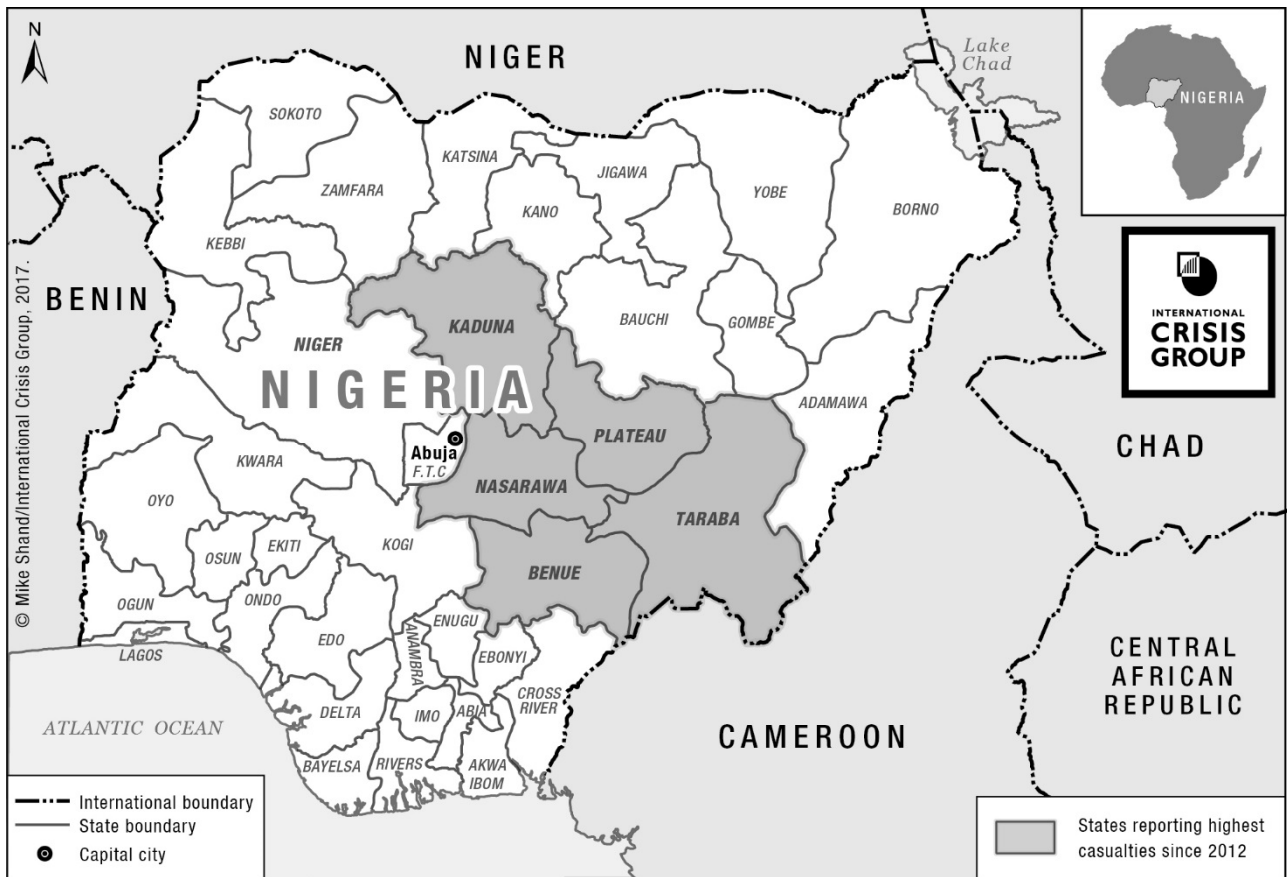 N
NIGER
Lake
Chad
NIGERIA
SOKOTO
KATSINA
JIGAWA
ZAMFARA
KANO
YOBE
BORNO
KEBBI
BENIN
INTERNATIONAL
CRISIS
GROUP
KADUNA
BAUCHI
GOMBE
NIGER
NIGERIA
ADAMAWA
PLATEAU
CHAD
Abuja
F.T.C
KWARA
NASARAWA
OYO
TARABA
KOGI
OSUN
EKITI
BENUE
OGUN
ONDO
ENUGU
EDO
ANAMBRA
EBONYI
LAGOS
CENTRAL
AFRICAN
REPUBLIC
CROSS
RIVER
DELTA
IMO
ABIA
ATLANTIC OCEAN
CAMEROON
BAYELSA
RIVERS
AKWA
IBOM
© Mike Shand/International Crisis Group, 2017.
International boundary
State boundary
Capital city
States reporting highest
casualties since 2012